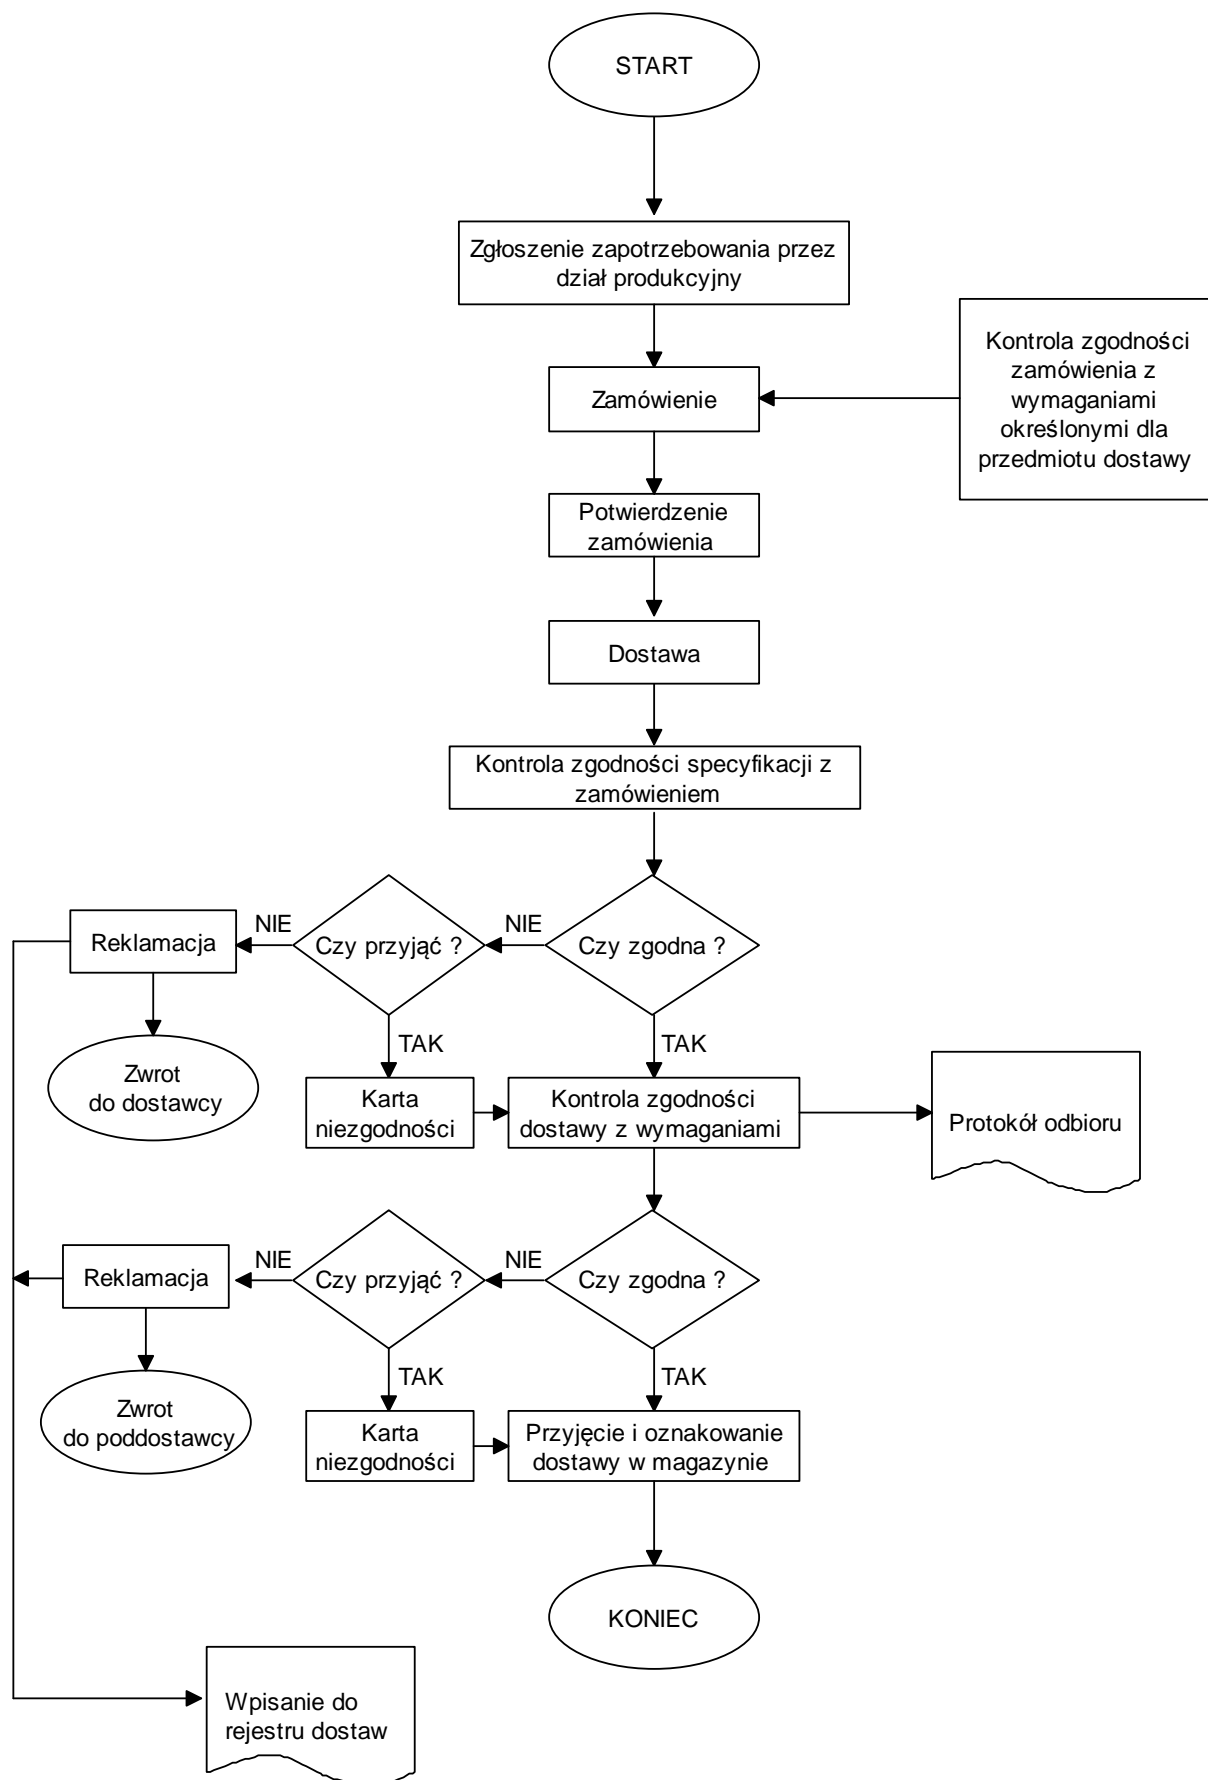 START
Zgłoszenie zapotrzebowania przez
dział produkcyjny
Kontrola zgodności
zamówienia z
wymaganiami
określonymi dla
przedmiotu dostawy
Zamówienie
Potwierdzenie
zamówienia
Dostawa
Kontrola zgodności specyfikacji z
zamówieniem
Reklamacja
NIE
Czy przyjąć ?
NIE
Czy zgodna ?
TAK
TAK
Zwrot
do dostawcy
Karta
niezgodności
Kontrola zgodności
dostawy z wymaganiami
Protokół odbioru
Reklamacja
NIE
Czy przyjąć ?
NIE
Czy zgodna ?
TAK
TAK
Zwrot
do poddostawcy
Karta
niezgodności
Przyjęcie i oznakowanie
dostawy w magazynie
KONIEC
Wpisanie do
rejestru dostaw